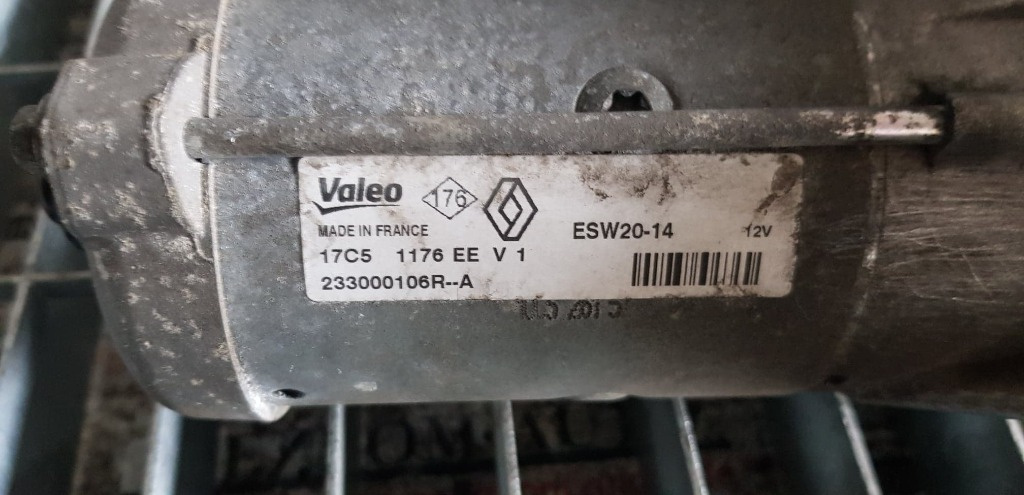 Valeo 176
MADE IN FRANCE ESW20-14 12V
17C5 1176 EE V 1
233000106R--A